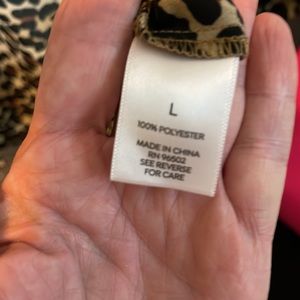 L
100% POLYESTER
MADE IN CHINA
RN 96502
SEE REVERSE
FOR CARE